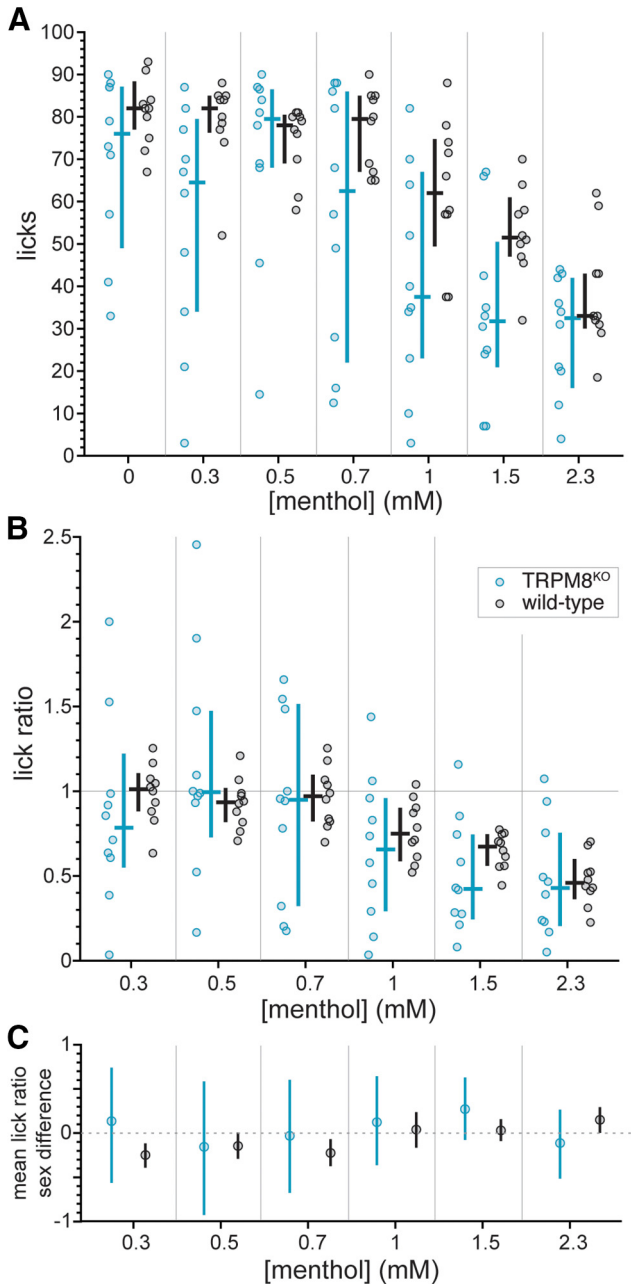 A
100
90
80
70
60
50
40
30
20
10
0
licks
0 0.3 0.5 0.7 1 1.5 2.3
[menthol] (mM)
B
2.5
2
1.5
1
0.5
0
lick ratio
TRPM8KO
wild-type
0.3 0.5 0.7 1 1.5 2.3
[menthol] (mM)
C
1
0
-1
mean lick ratio
sex difference
0.3 0.5 0.7 1 1.5 2.3
[menthol] (mM)